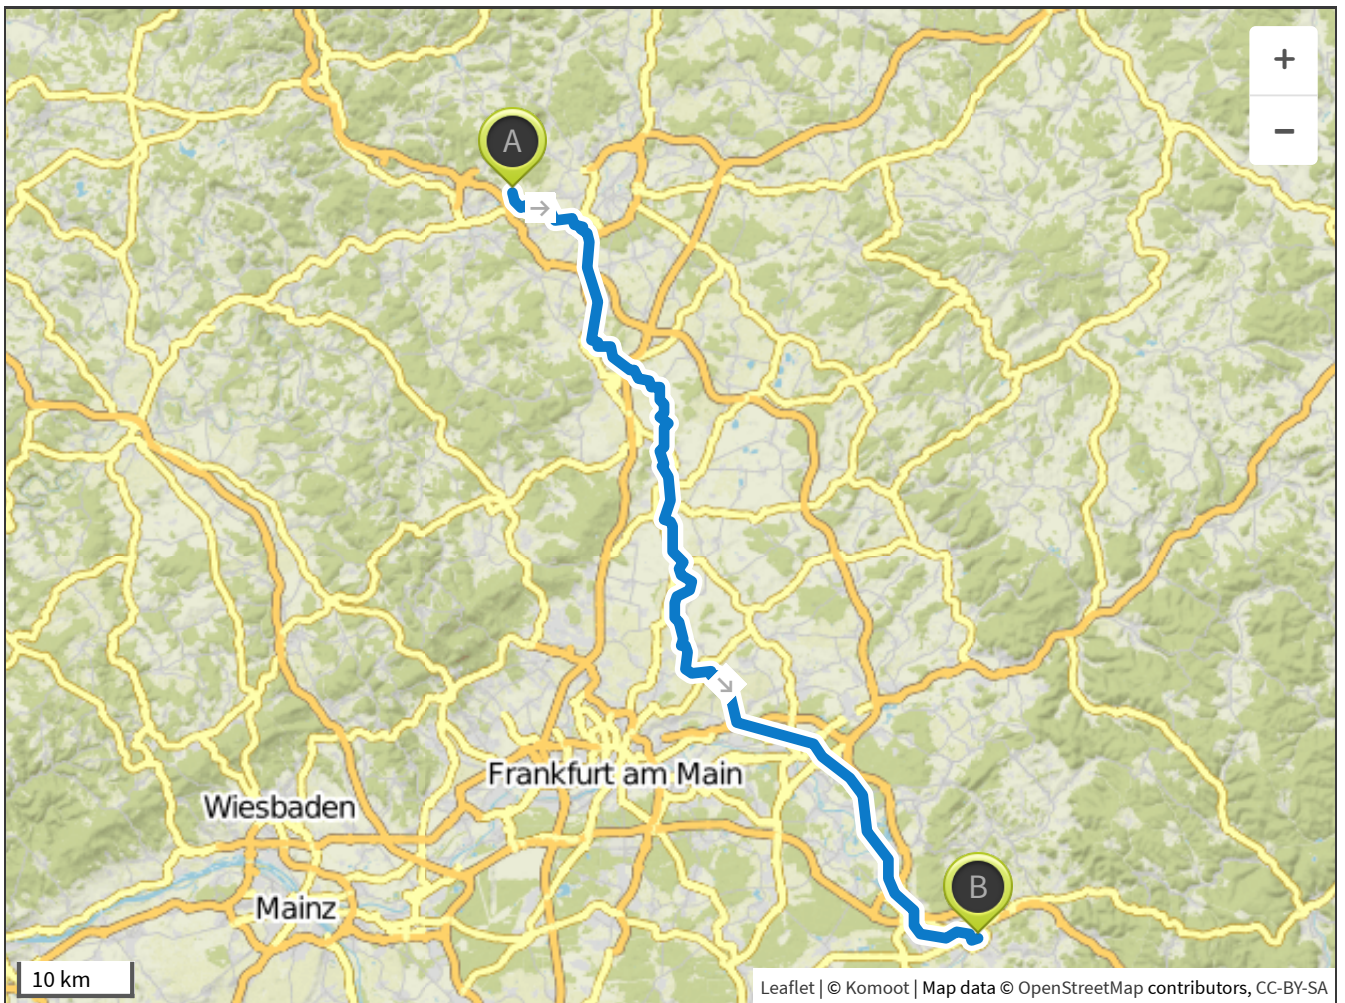 A
+
−
→
→
Frankfurt am Main
Wiesbaden
B
Mainz
10 km
Leaflet | © Komoot | Map data © OpenStreetMap contributors, CC-BY-SA